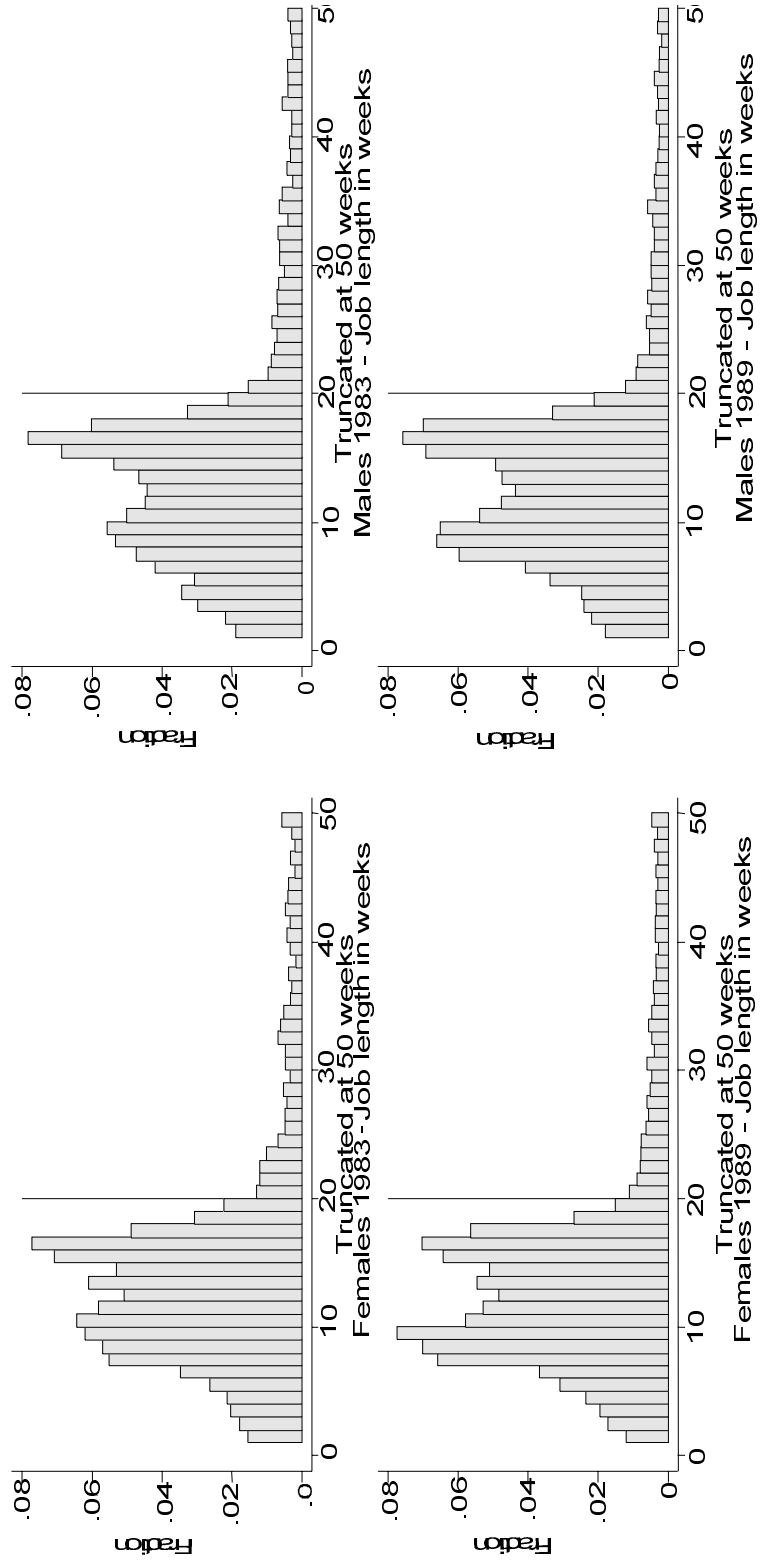 Fraction
.08
.06
.04
.02
0
0 10 20 30 40 50
Truncated at 50 weeks
Females 1983 - Job length in weeks
Fraction
.08
.06
.04
.02
0
0 10 20 30 40 5
Truncated at 50 weeks
Males 1983 - Job length in weeks
Fraction
.08
.06
.04
.02
0
0 10 20 30 40 50
Truncated at 50 weeks
Females 1989 - Job length in weeks
Fraction
.08
.06
.04
.02
0
0 10 20 30 40 5
Truncated at 50 weeks
Males 1989 - Job length in weeks